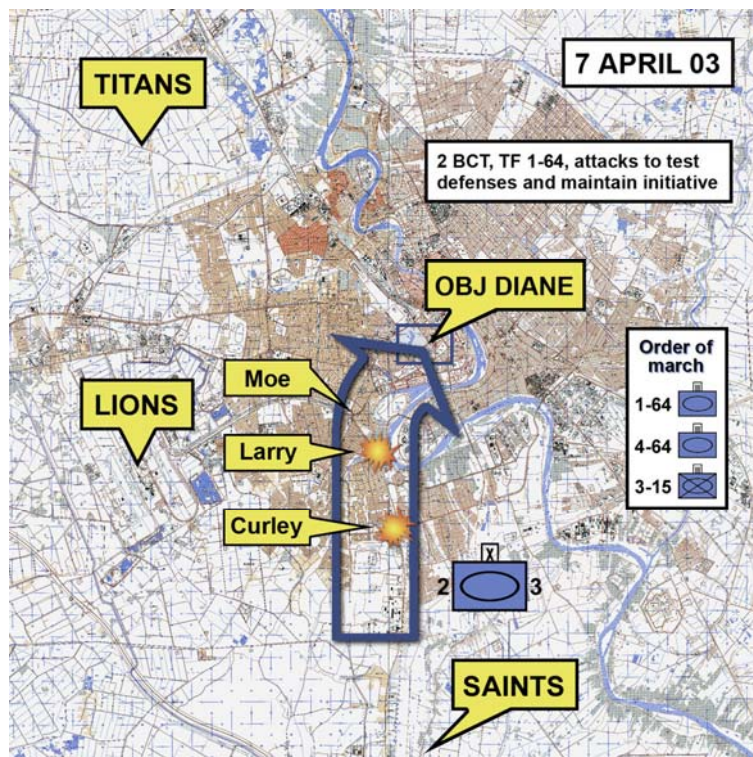 TITANS
7 APRIL 03
2 BCT, TF 1-64, attacks to test
defenses and maintain initiative
OBJ DIANE
Moe
LIONS
Larry
Curley
Order of
march
1-64
4-64
3-15
X
2 3
SAINTS